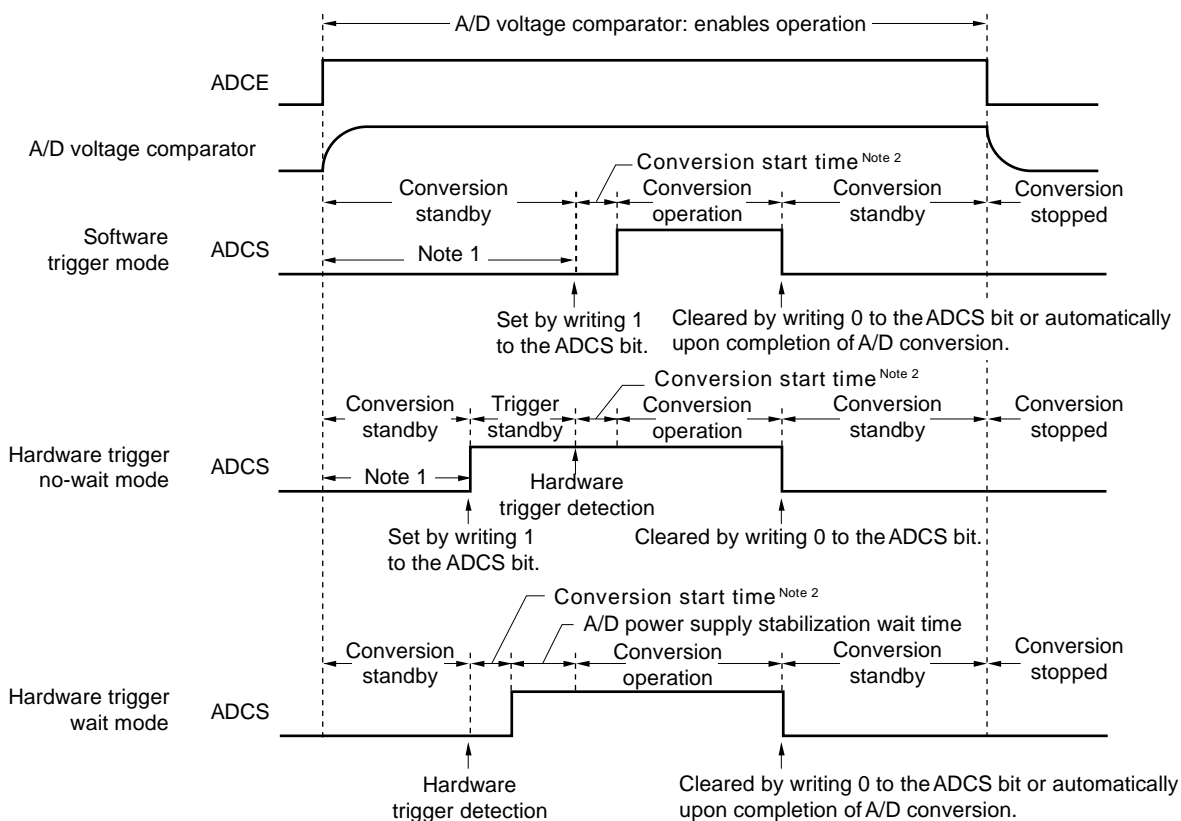 A/D voltage comparator: enables operation
ADCE
A/D voltage comparator
Conversion start time Note 2
Conversion standby
Conversion operation
Conversion standby
Conversion stopped
Software trigger mode
ADCS
Note 1
Set by writing 1
to the ADCS bit.
Cleared by writing 0 to the ADCS bit or automatically
upon completion of A/D conversion.
Conversion start time Note 2
Conversion standby
Trigger standby
Conversion operation
Conversion standby
Conversion stopped
Hardware trigger no-wait mode
ADCS
Note 1
Hardware
trigger detection
Set by writing 1
to the ADCS bit.
Cleared by writing 0 to the ADCS bit.
Conversion start time Note 2
A/D power supply stabilization wait time
Conversion standby
Conversion operation
Conversion standby
Conversion stopped
Hardware trigger wait mode
ADCS
Hardware
trigger detection
Cleared by writing 0 to the ADCS bit or automatically
upon completion of A/D conversion.